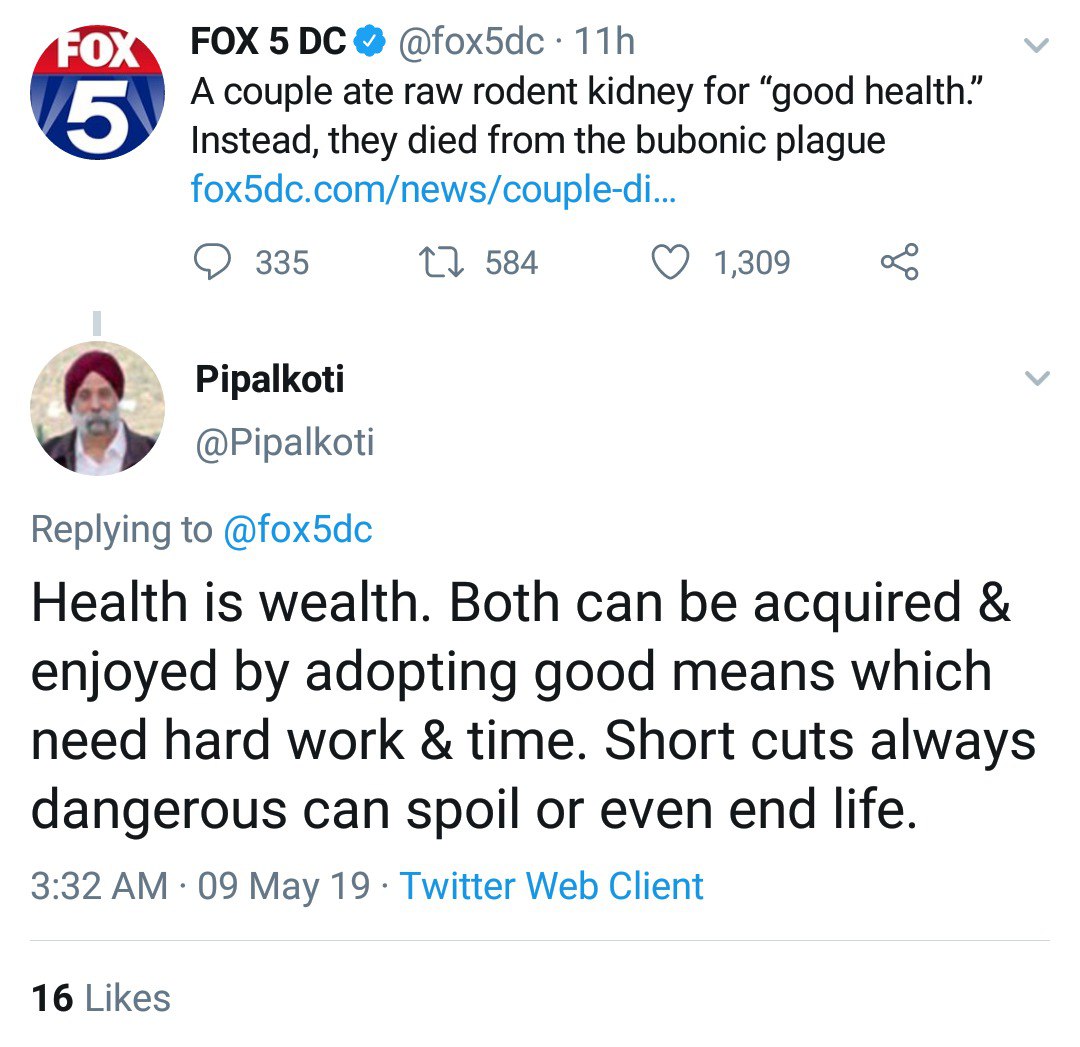 FOX
5
FOX 5 DC @fox5dc · 11h
A couple ate raw rodent kidney for “good health.”
Instead, they died from the bubonic plague
fox5dc.com/news/couple-di...
335 584 1,309
Pipalkoti
@Pipalkoti
Replying to @fox5dc
Health is wealth. Both can be acquired &
enjoyed by adopting good means which
need hard work & time. Short cuts always
dangerous can spoil or even end life.
3:32 AM · 09 May 19 · Twitter Web Client
16 Likes